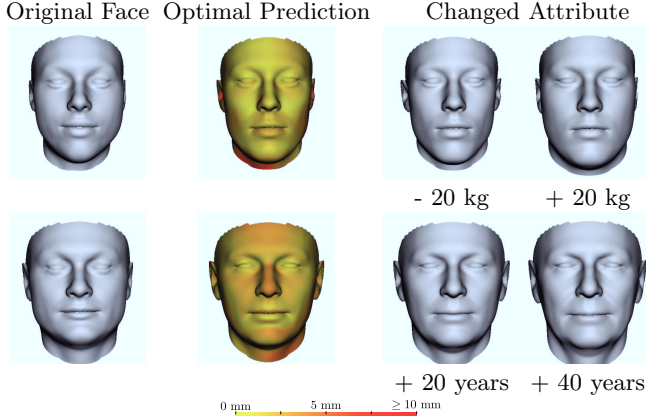 Original Face Optimal Prediction Changed Attribute
- 20 kg + 20 kg
+ 20 years + 40 years
0 mm 5 mm ≥ 10 mm